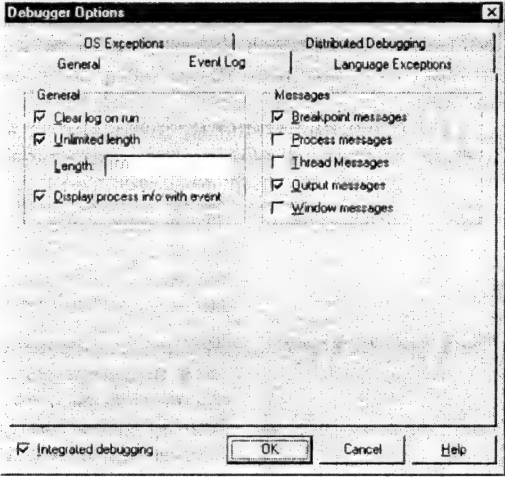 Debugger Options
OS Exceptions
Distributed Debugging
General
Event Log
Language Exceptions
General
Clear log on run
Unlimited length
Length:
Display process info with event
Messages
Breakpoint messages
Process messages
Thread Messages
Output messages
Window messages
Integrated debugging
OK
Cancel
Help